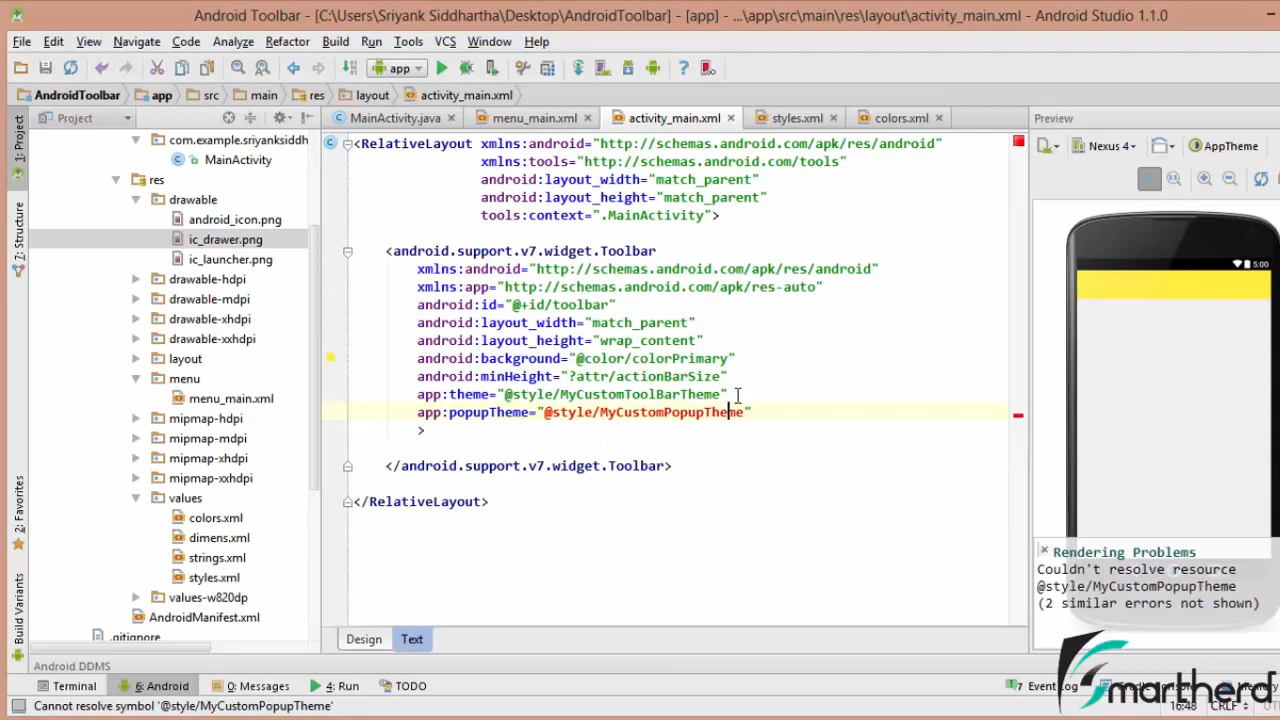 Android Toolbar - [C:\Users\Sriyank Siddhartha\Desktop\AndroidToolbar] - [app] - ...\app\src\main\res\layout\activity_main.xml - Android Studio 1.1.0
File Edit View Navigate Code Analyze Refactor Build Run Tools VCS Window Help
app
AndroidToolbar app src main res layout activity_main.xml
Project MainActivity.java menu_main.xml activity_main.xml styles.xml colors.xml Preview
1: Project
2: Structure
2: Favorites
Build Variants
com.example.sriyanksiddh
MainActivity
res
drawable
android_icon.png
ic_drawer.png
ic_launcher.png
drawable-hdpi
drawable-mdpi
drawable-xhdpi
drawable-xxhdpi
layout
menu
menu_main.xml
mipmap-hdpi
mipmap-mdpi
mipmap-xhdpi
mipmap-xxhdpi
values
colors.xml
dimens.xml
strings.xml
styles.xml
values-w820dp
AndroidManifest.xml
.gitignore
<RelativeLayout xmlns:android="http://schemas.android.com/apk/res/android"
xmlns:tools="http://schemas.android.com/tools"
android:layout_width="match_parent"
android:layout_height="match_parent"
tools:context=".MainActivity">
<android.support.v7.widget.Toolbar
xmlns:android="http://schemas.android.com/apk/res/android"
xmlns:app="http://schemas.android.com/apk/res-auto"
android:id="@+id/toolbar"
android:layout_width="match_parent"
android:layout_height="wrap_content"
android:background="@color/colorPrimary"
android:minHeight="?attr/actionBarSize"
app:theme="@style/MyCustomToolBarTheme"
app:popupTheme="@style/MyCustomPopupTheme"
>
</android.support.v7.widget.Toolbar>
</RelativeLayout>
Nexus 4 AppTheme
5:00
Rendering Problems
Couldn't resolve resource
@style/MyCustomPopupTheme
(2 similar errors not shown)
Design Text
Android DDMS
Terminal 6: Android 0: Messages 4: Run TODO 7 Event Log
martherd
Cannot resolve symbol '@style/MyCustomPopupTheme' 16:48 CRLF